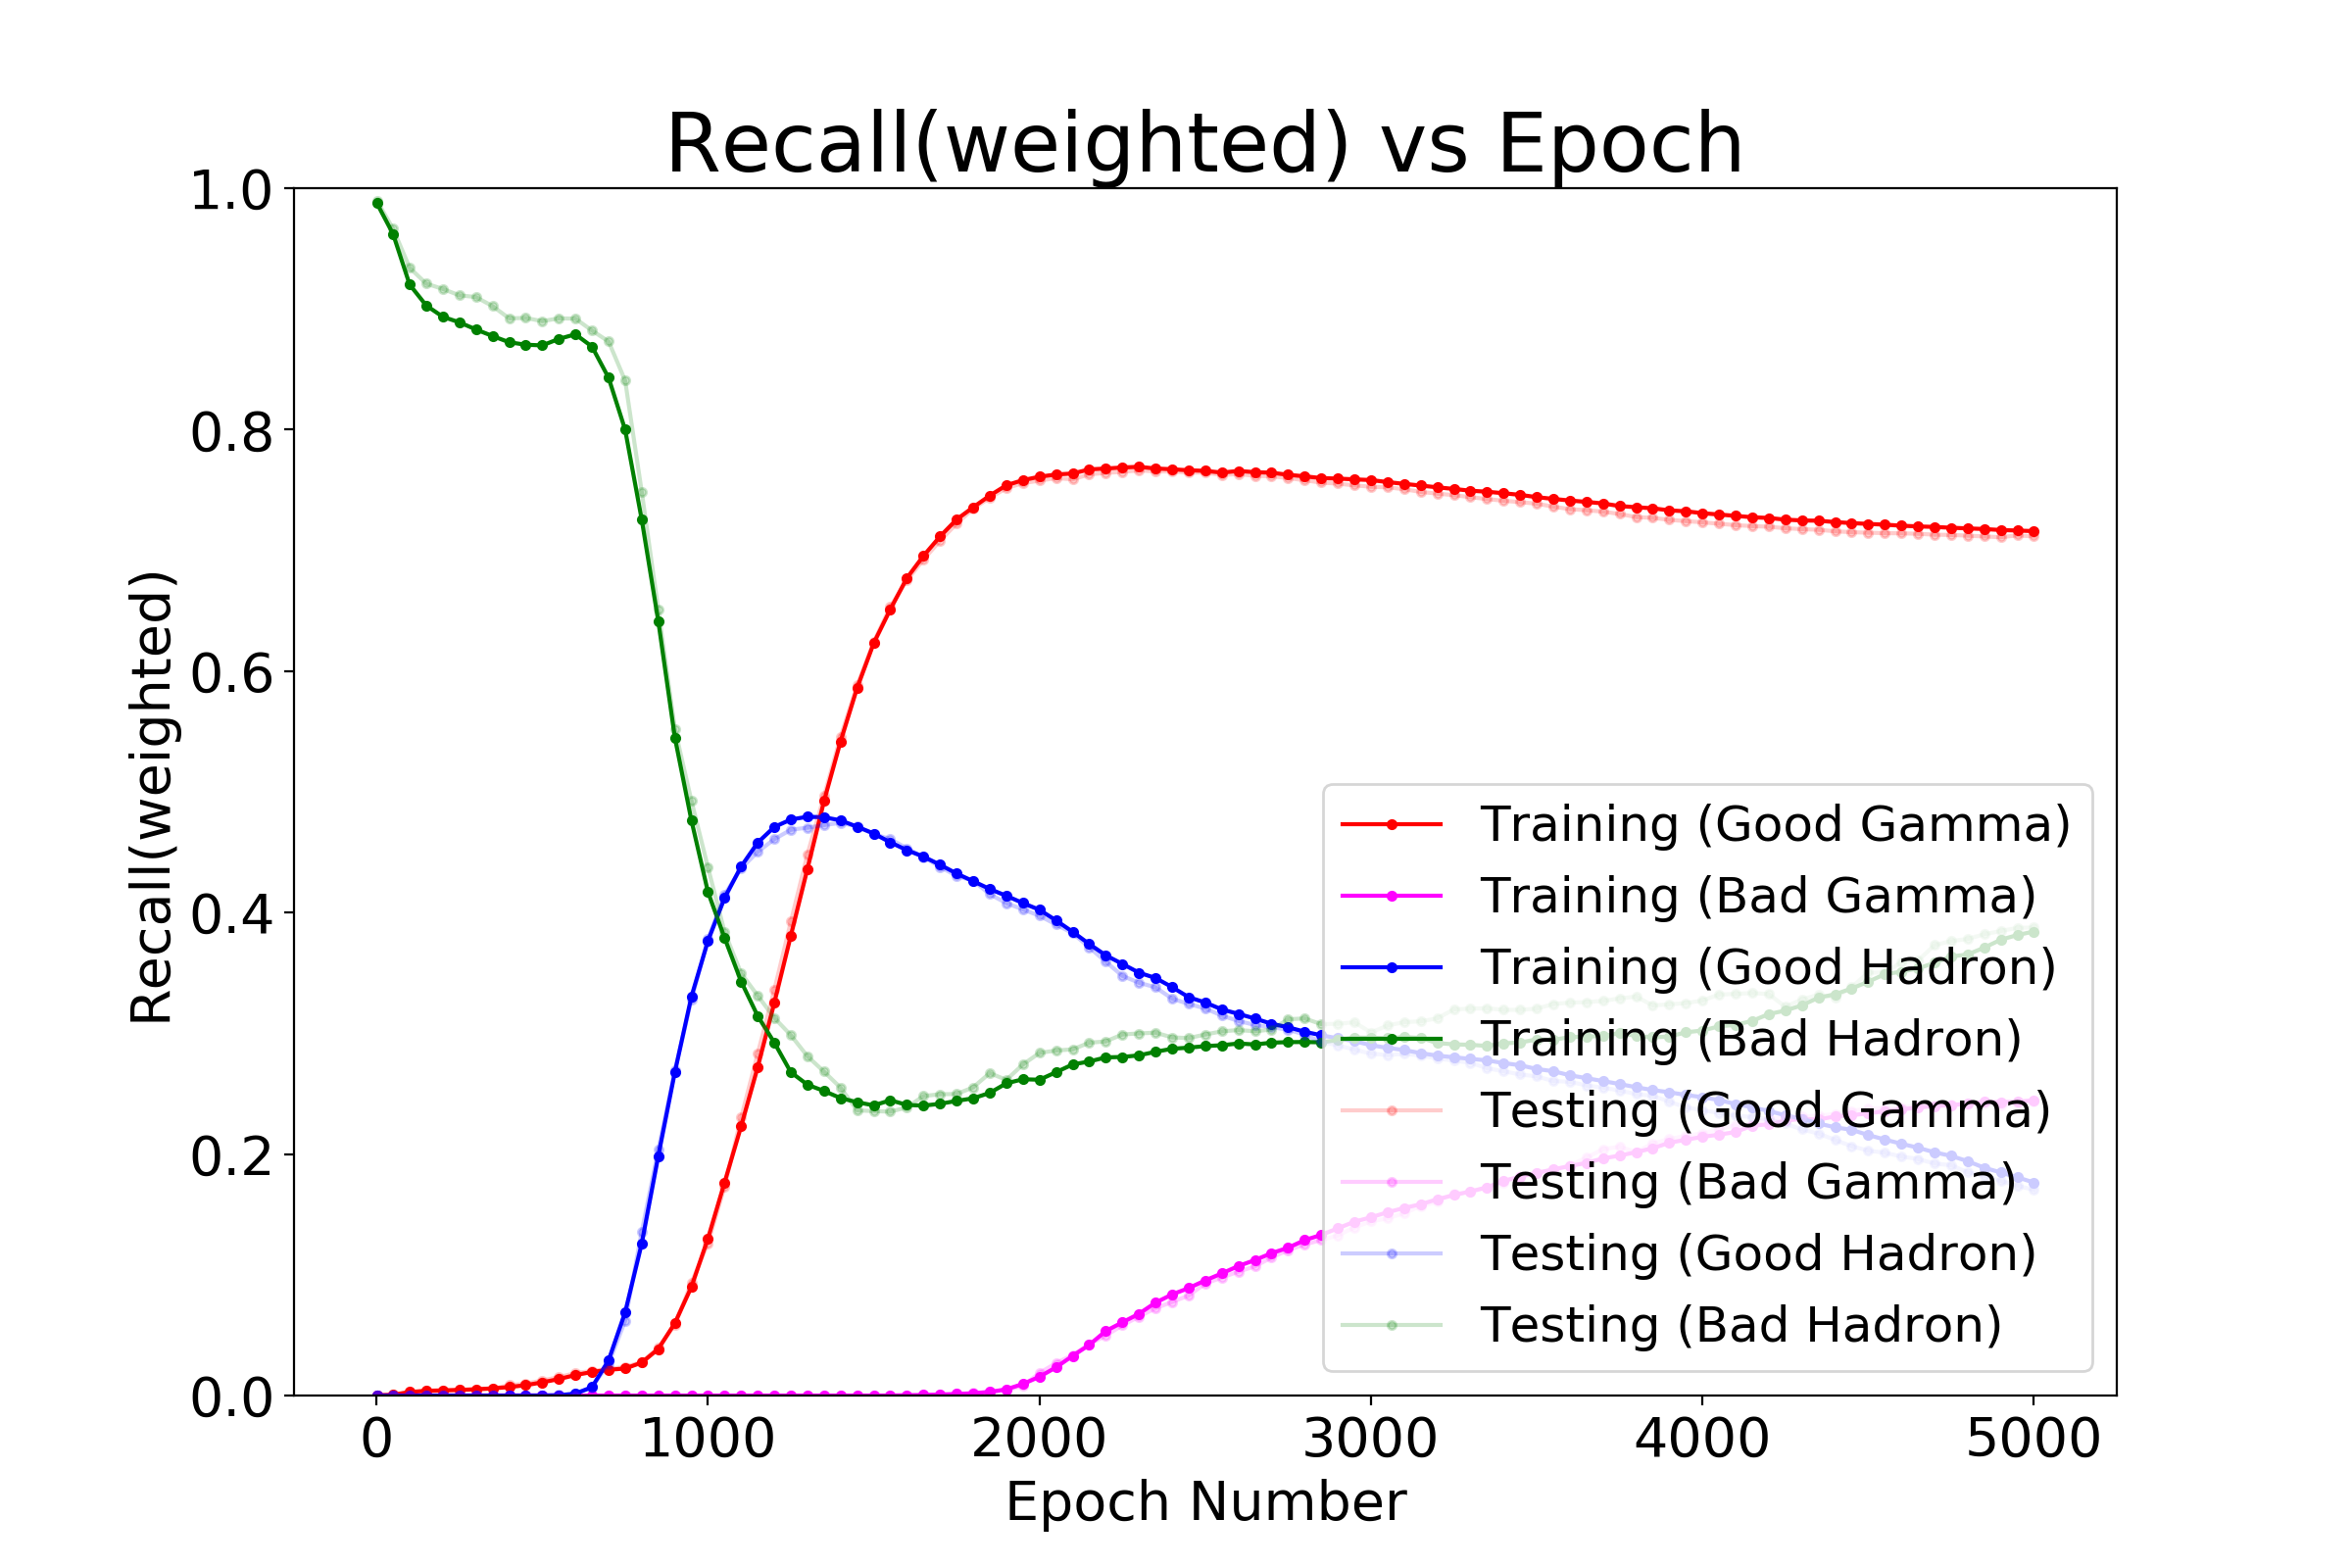 Recall(weighted) vs Epoch
1.0
0.8
0.6
0.4
0.2
0.0
Recall(weighted)
0 1000 2000 3000 4000 5000
Epoch Number
Training (Good Gamma)
Training (Bad Gamma)
Training (Good Hadron)
Training (Bad Hadron)
Testing (Good Gamma)
Testing (Bad Gamma)
Testing (Good Hadron)
Testing (Bad Hadron)